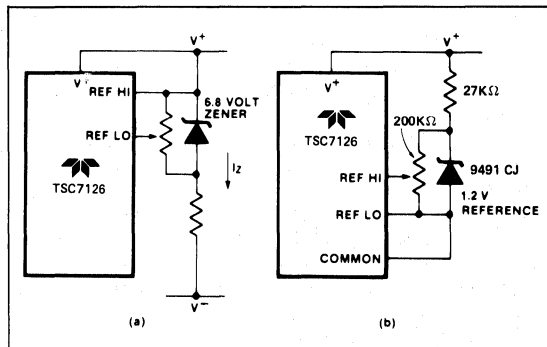 V+
V+
REF HI
6.8 VOLT
ZENER
REF LO
TSC7126
IZ
V−
(a)
V+
V+
27KΩ
200KΩ
TSC7126
9491 CJ
REF HI
1.2 V
REFERENCE
REF LO
COMMON
(b)